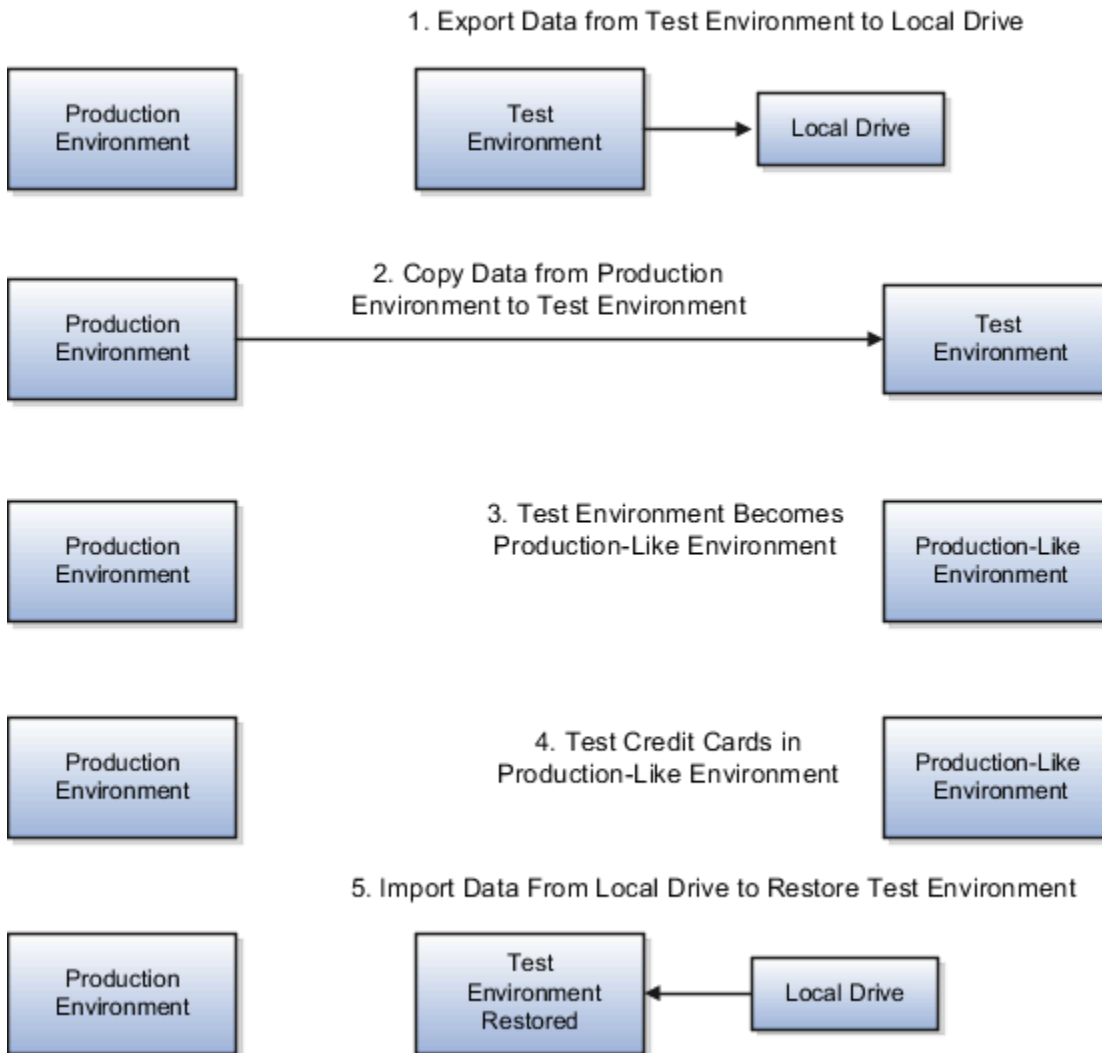 1. Export Data from Test Environment to Local Drive
Production
Environment
Test
Environment
Local Drive
2. Copy Data from Production
Environment to Test Environment
Production
Environment
Test
Environment
3. Test Environment Becomes
Production-Like Environment
Production
Environment
Production-Like
Environment
4. Test Credit Cards in
Production-Like Environment
Production
Environment
Production-Like
Environment
5. Import Data From Local Drive to Restore Test Environment
Production
Environment
Test
Environment
Restored
Local Drive